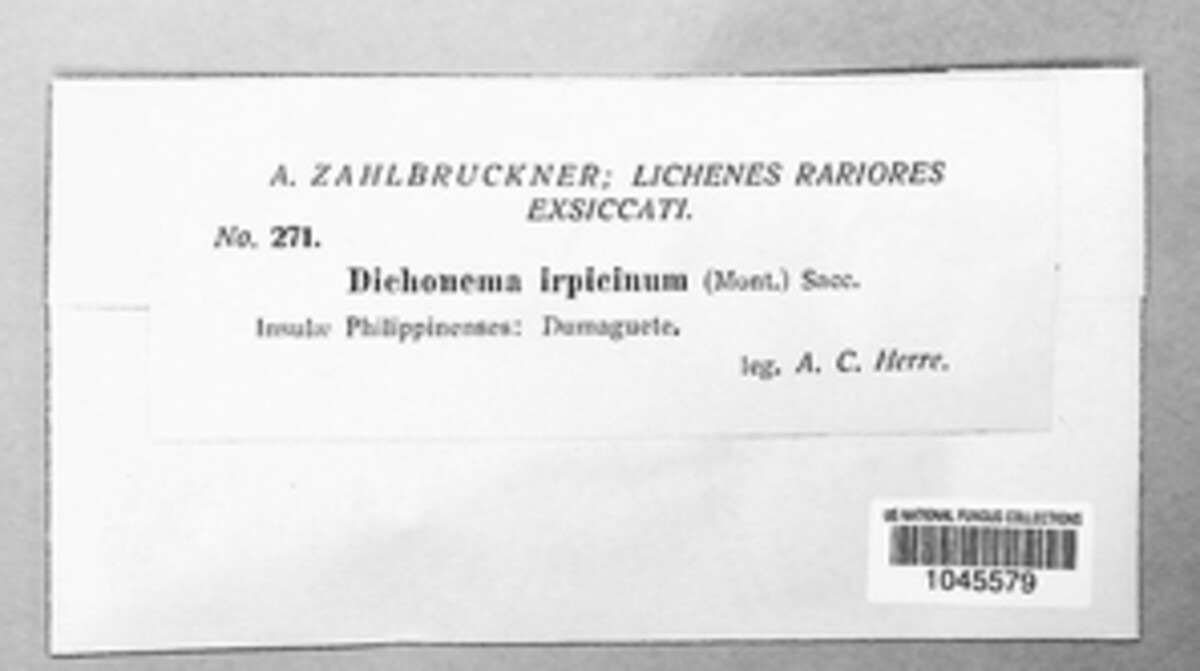 A. ZAHLBRUCKNER; LICHENES RARIORES
EXSICCATI.
No. 271.
Dichonema irpicinum (Mont.) Sacc.
Insulæ Philippinenses: Dumaguete.
leg. A. C. Herre.
US NATIONAL FUNGUS COLLECTIONS
1045579